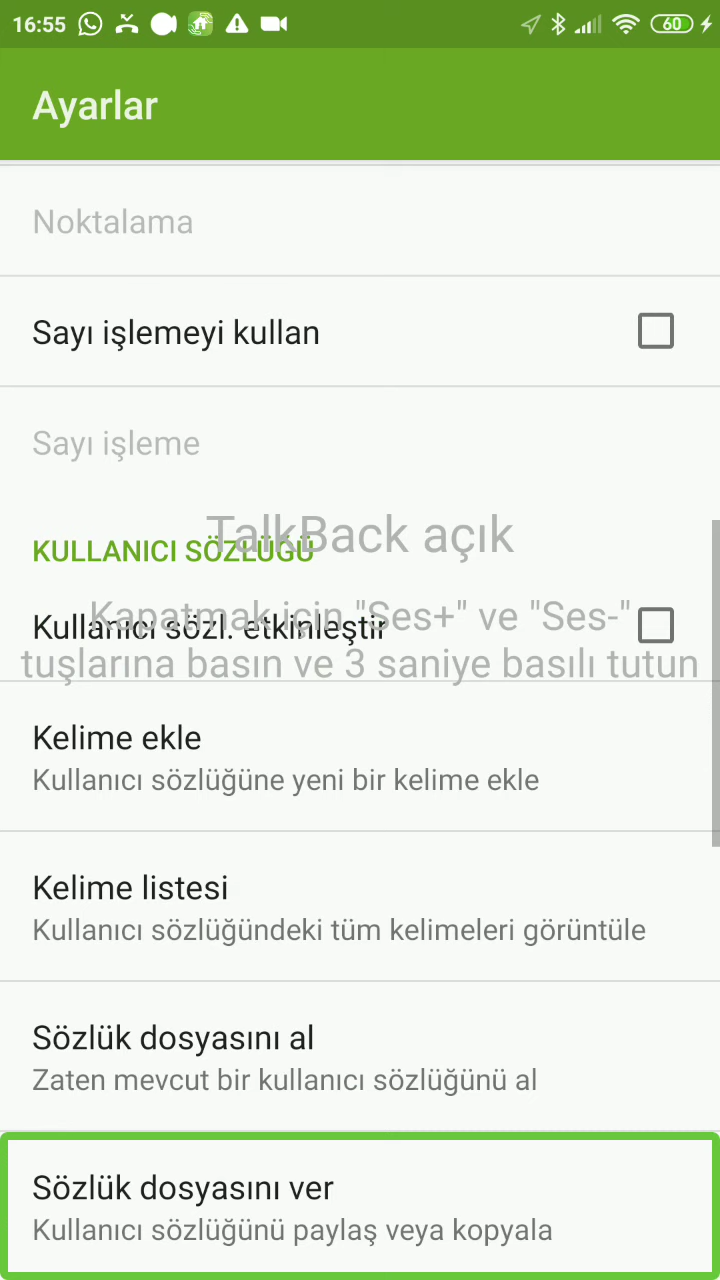 16:55
60
Ayarlar
Noktalama
Sayı işlemeyi kullan
Sayı işleme
TalkBack açık
KULLANICI SÖZLÜĞÜ
Kapatmak için "Ses+" ve "Ses-"
Kullanıcı sözl. etkinleştir
tuşlarına basın ve 3 saniye basılı tutun
Kelime ekle
Kullanıcı sözlüğüne yeni bir kelime ekle
Kelime listesi
Kullanıcı sözlüğündeki tüm kelimeleri görüntüle
Sözlük dosyasını al
Zaten mevcut bir kullanıcı sözlüğünü al
Sözlük dosyasını ver
Kullanıcı sözlüğünü paylaş veya kopyala